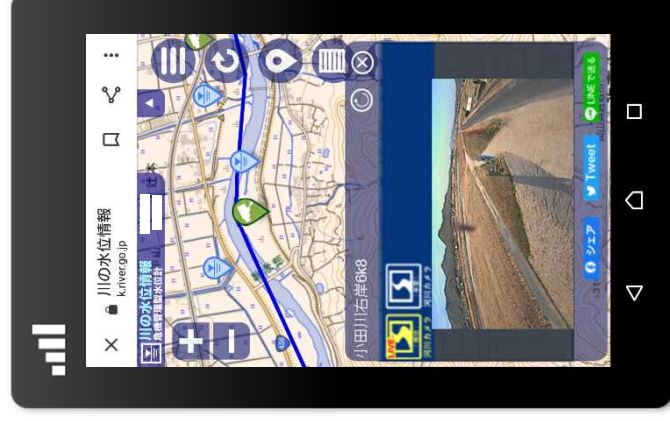 川の水位情報
k.river.go.jp
川の水位情報
危機管理型水位計
小田川右岸6k8
LIVE
河川カメラ
河川カメラ
シェア
Tweet
LINEで送る